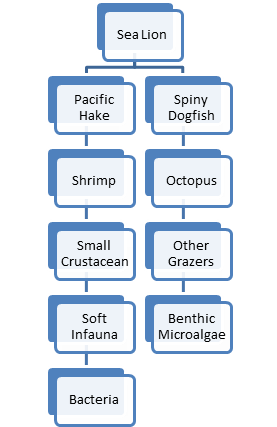 Sea Lion
Pacific
Hake
Spiny
Dogfish
Shrimp
Octopus
Small
Crustacean
Other
Grazers
Soft
Infauna
Benthic
Microalgae
Bacteria